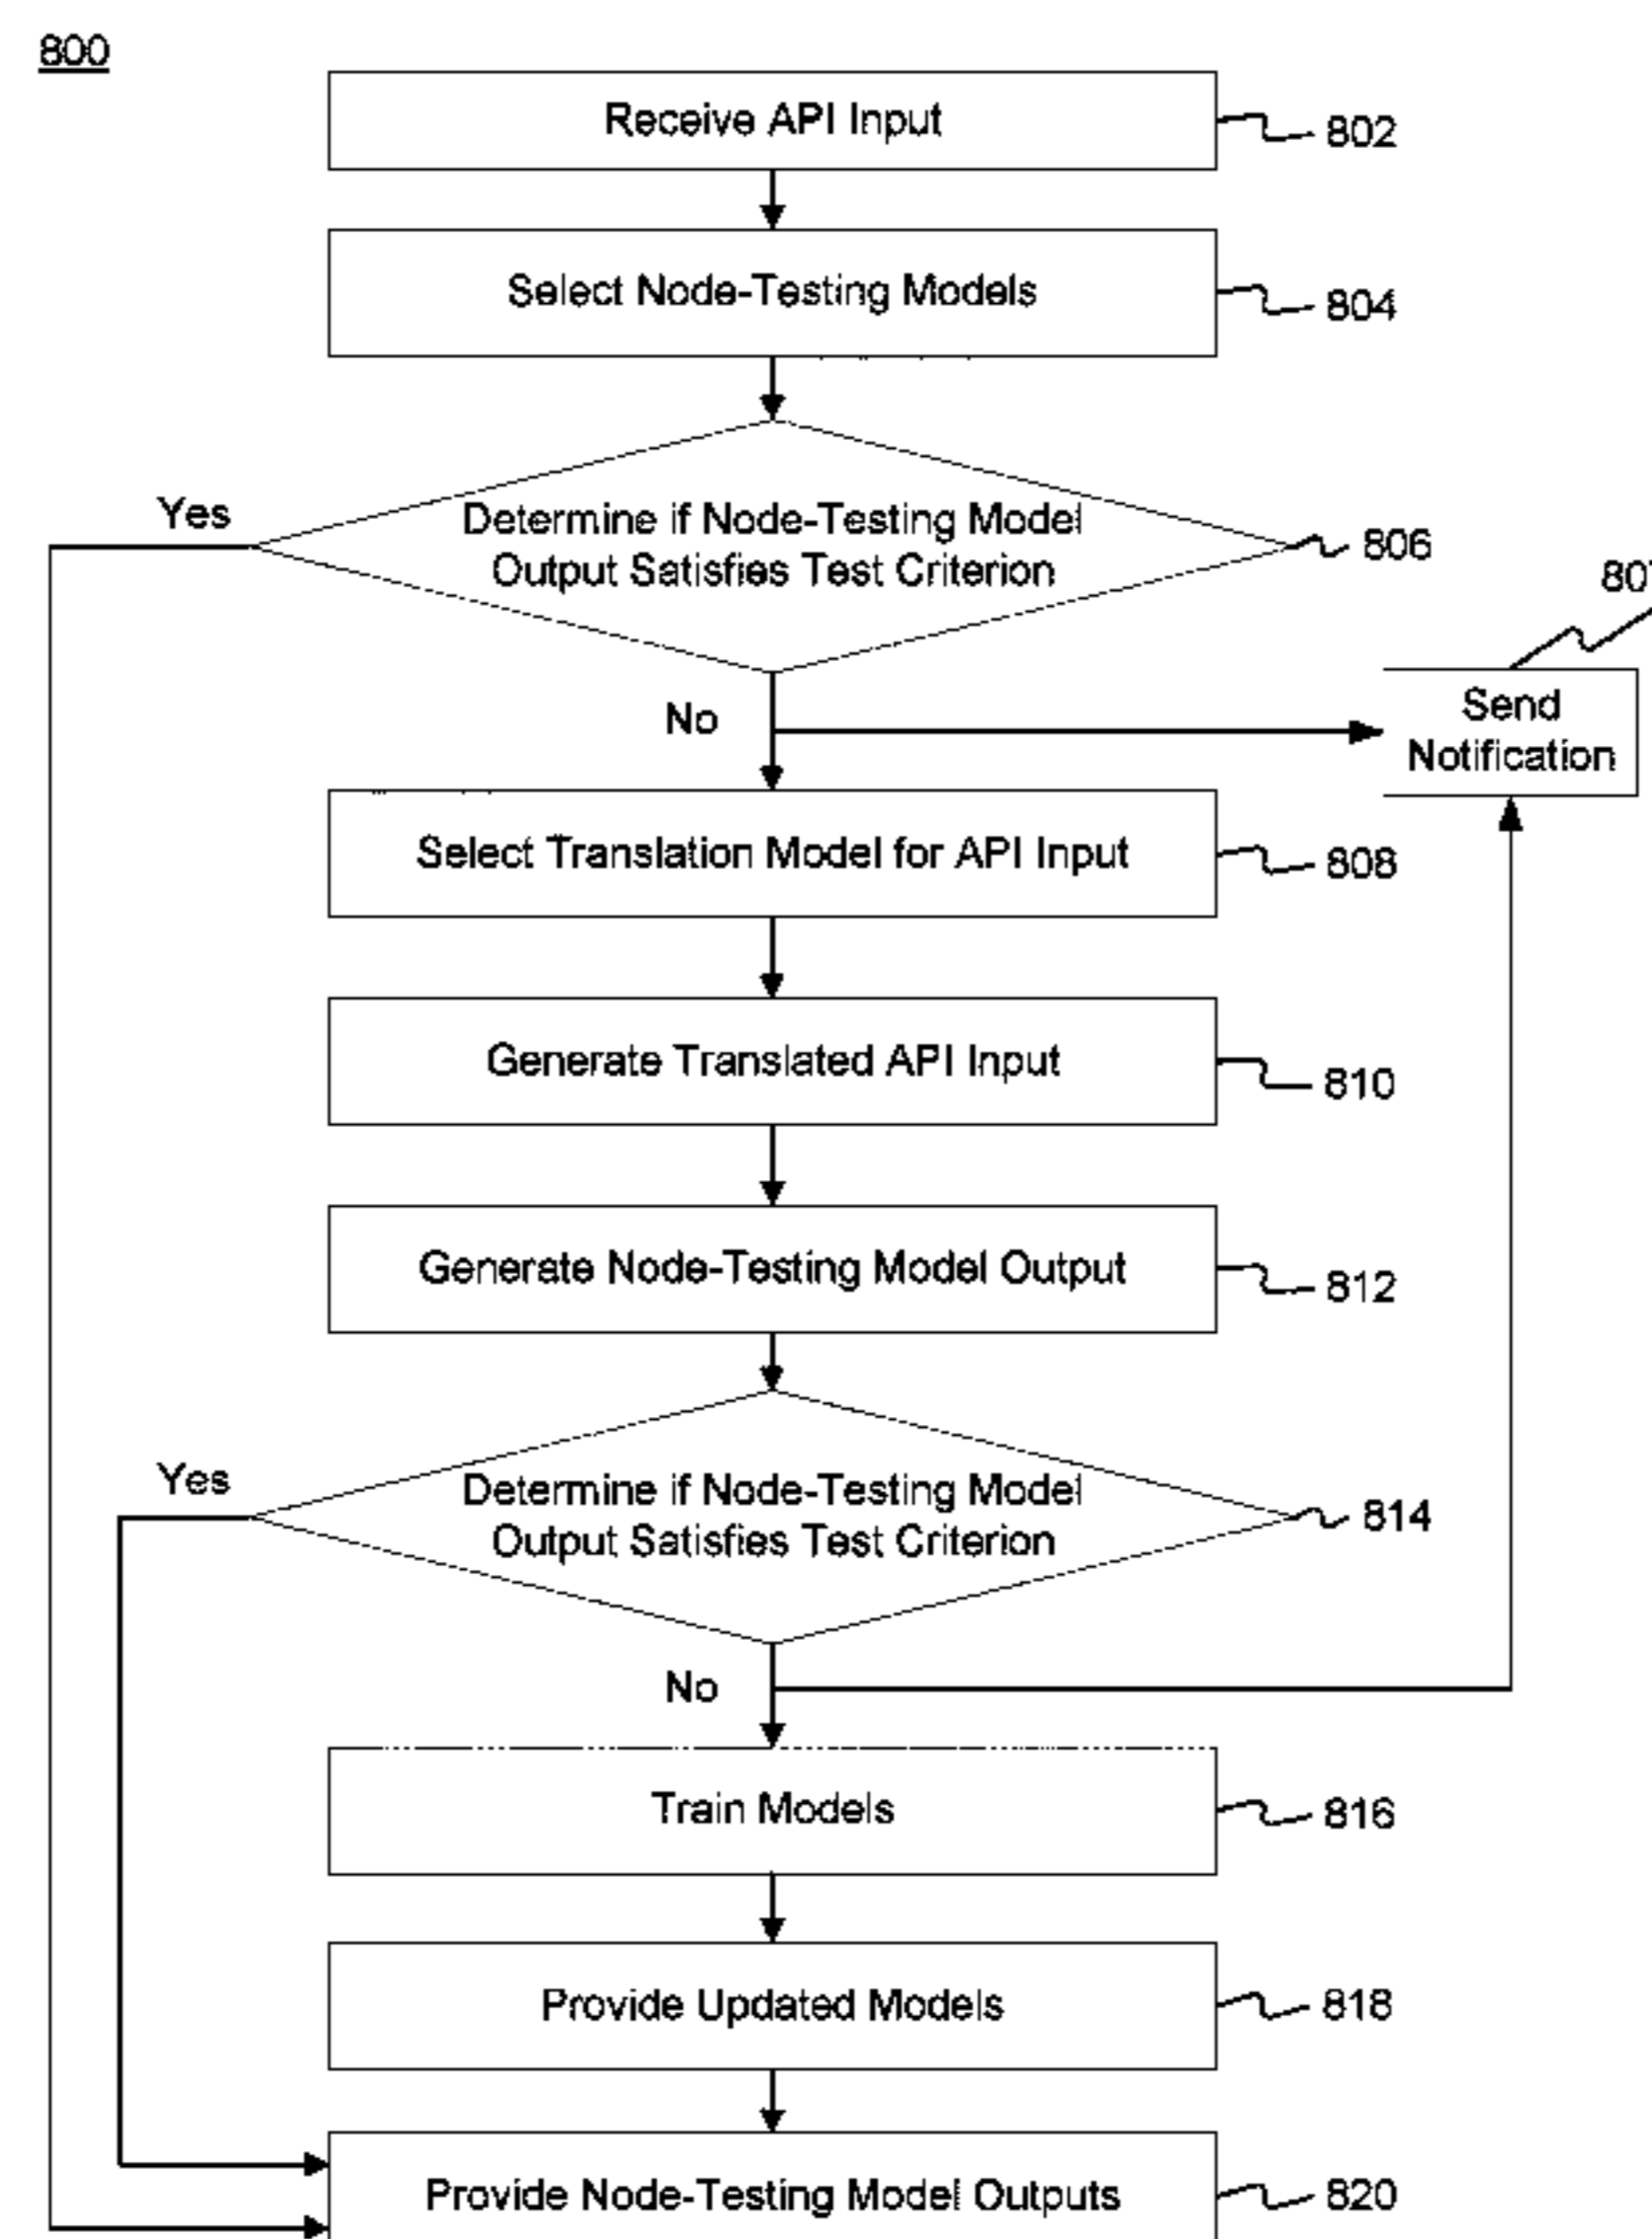 800
Receive API Input
802
Select Node-Testing Models
804
Yes
Determine if Node-Testing Model
Output Satisfies Test Criterion
806
No
Send
Notification
Select Translation Model for API Input
808
Generate Translated API Input
810
Generate Node-Testing Model Output
812
Yes
Determine if Node-Testing Model
Output Satisfies Test Criterion
814
No
Train Models
816
Provide Updated Models
818
Provide Node-Testing Model Outputs
820